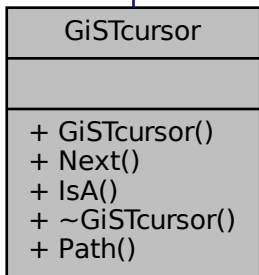 GiSTcursor
+ GiSTcursor()
+ Next()
+ IsA()
+ ~GiSTcursor()
+ Path()